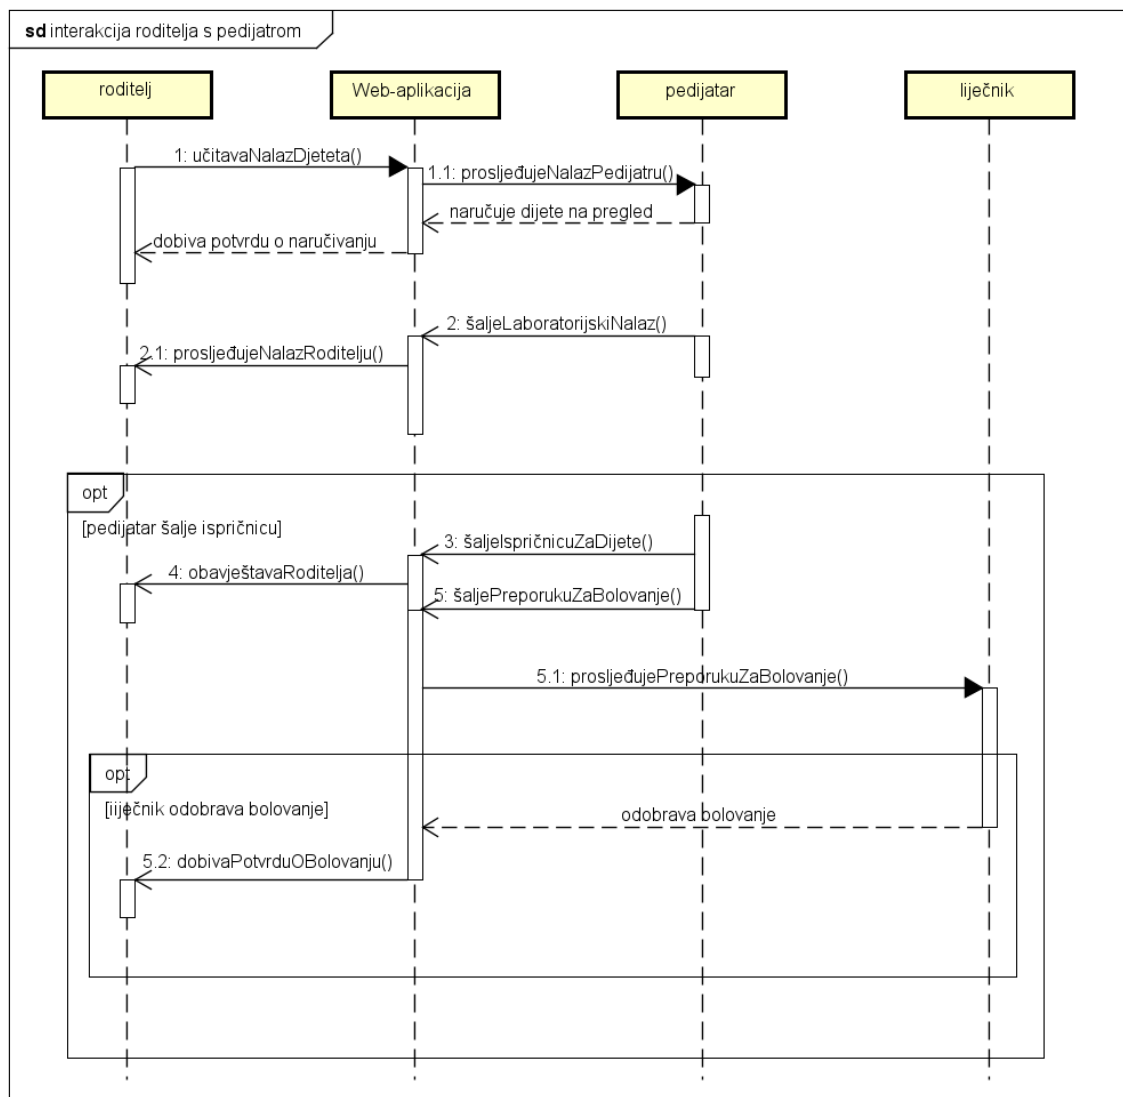 sd interakcija roditelja s pedijatrom
roditelj
Web-aplikacija
pedijatar
liječnik
1: učitavaNalazDjeteta()
1.1: prosljeđujeNalazPedijatru()
naručuje dijete na pregled
dobiva potvrdu o naručivanju
2: šaljeLaboratorijskiNalaz()
2.1: prosljeđujeNalazRoditelju()
opt
[pedijatar šalje ispričnicu]
3: šaljeIspričnicuZaDijete()
4: obavještavaRoditelja()
5: šaljePreporukuZaBolovanje()
5.1: prosljeđujePreporukuZaBolovanje()
opt
[iiječnik odobrava bolovanje]
odobrava bolovanje
5.2: dobivaPotvrduOBolovanju()